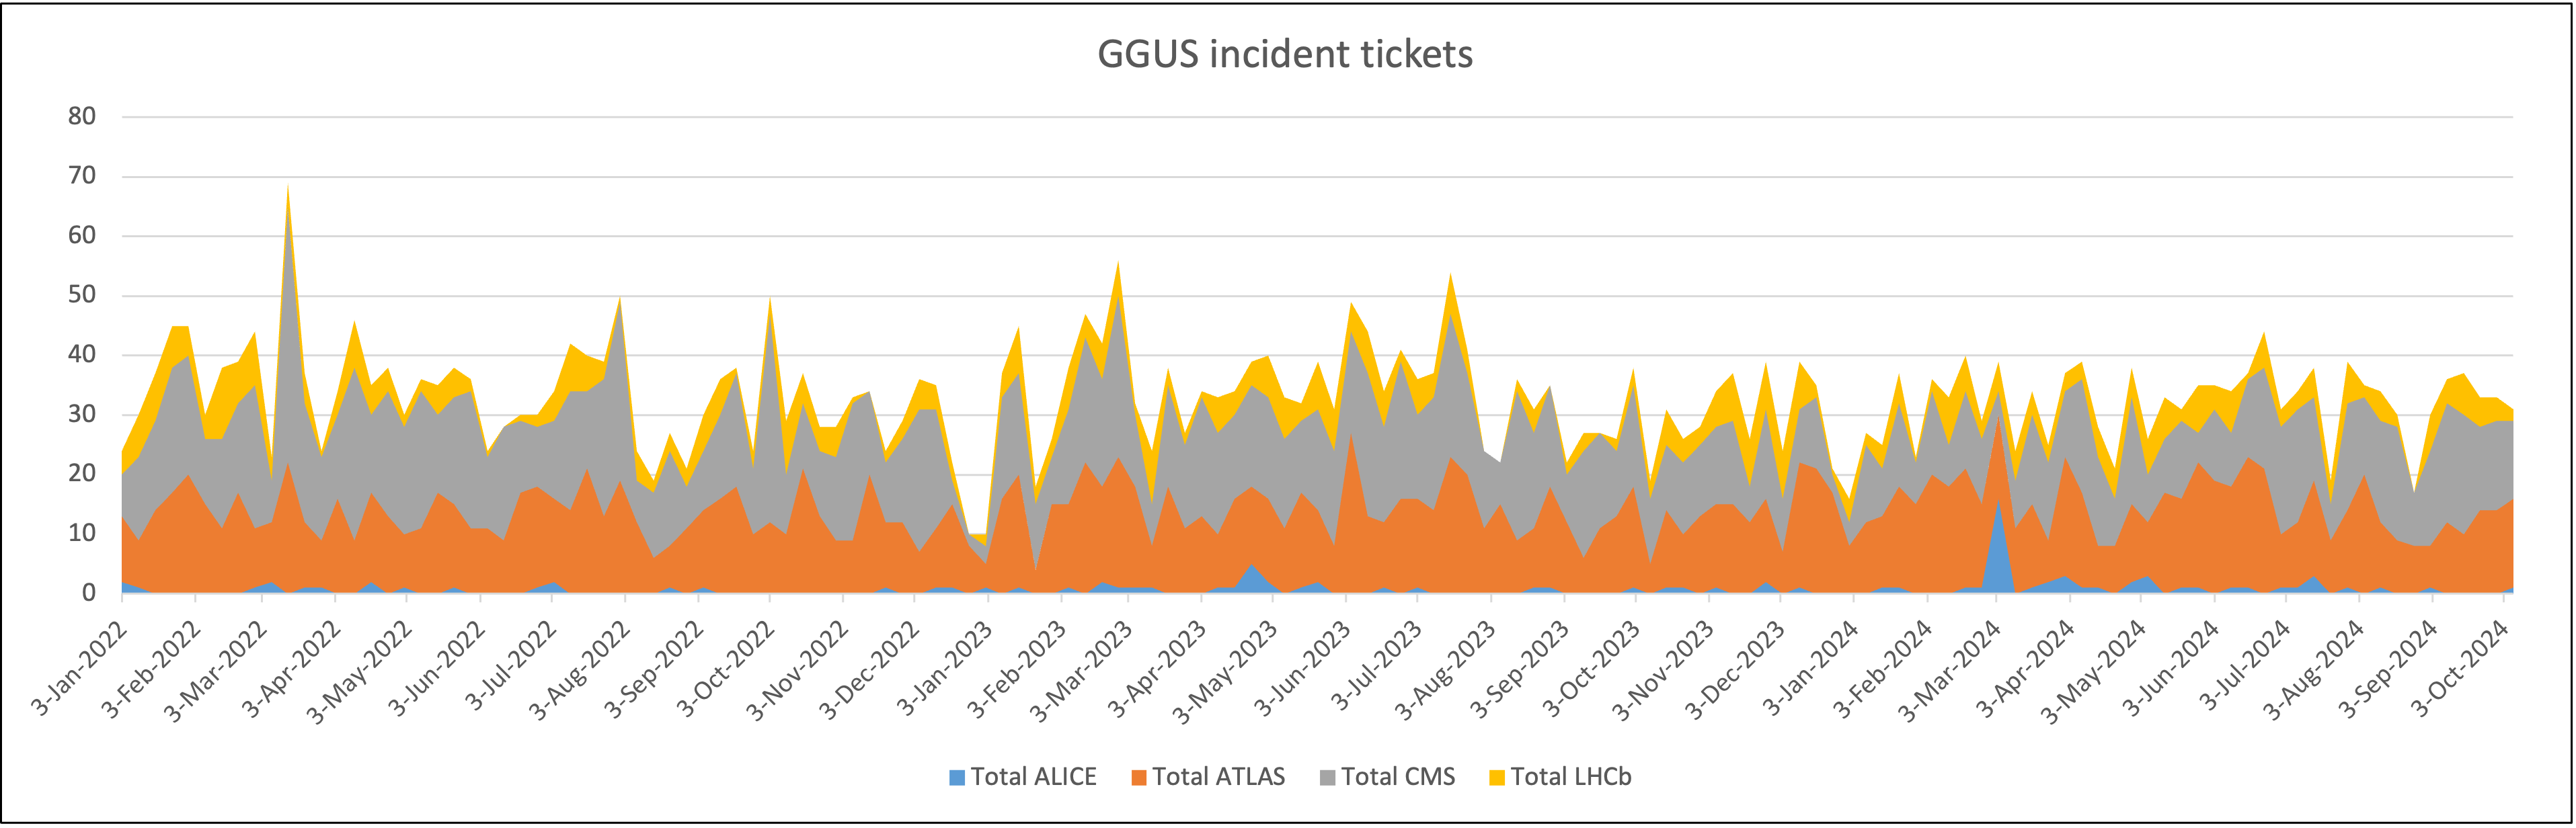 GGUS incident tickets
80
70
60
50
40
30
20
10
0
3-Jan-2022
3-Feb-2022
3-Mar-2022
3-Apr-2022
3-May-2022
3-Jun-2022
3-Jul-2022
3-Aug-2022
3-Sep-2022
3-Oct-2022
3-Nov-2022
3-Dec-2022
3-Jan-2023
3-Feb-2023
3-Mar-2023
3-Apr-2023
3-May-2023
3-Jun-2023
3-Jul-2023
3-Aug-2023
3-Sep-2023
3-Oct-2023
3-Nov-2023
3-Dec-2023
3-Jan-2024
3-Feb-2024
3-Mar-2024
3-Apr-2024
3-May-2024
3-Jun-2024
3-Jul-2024
3-Aug-2024
3-Sep-2024
3-Oct-2024
Total ALICE Total ATLAS Total CMS Total LHCb